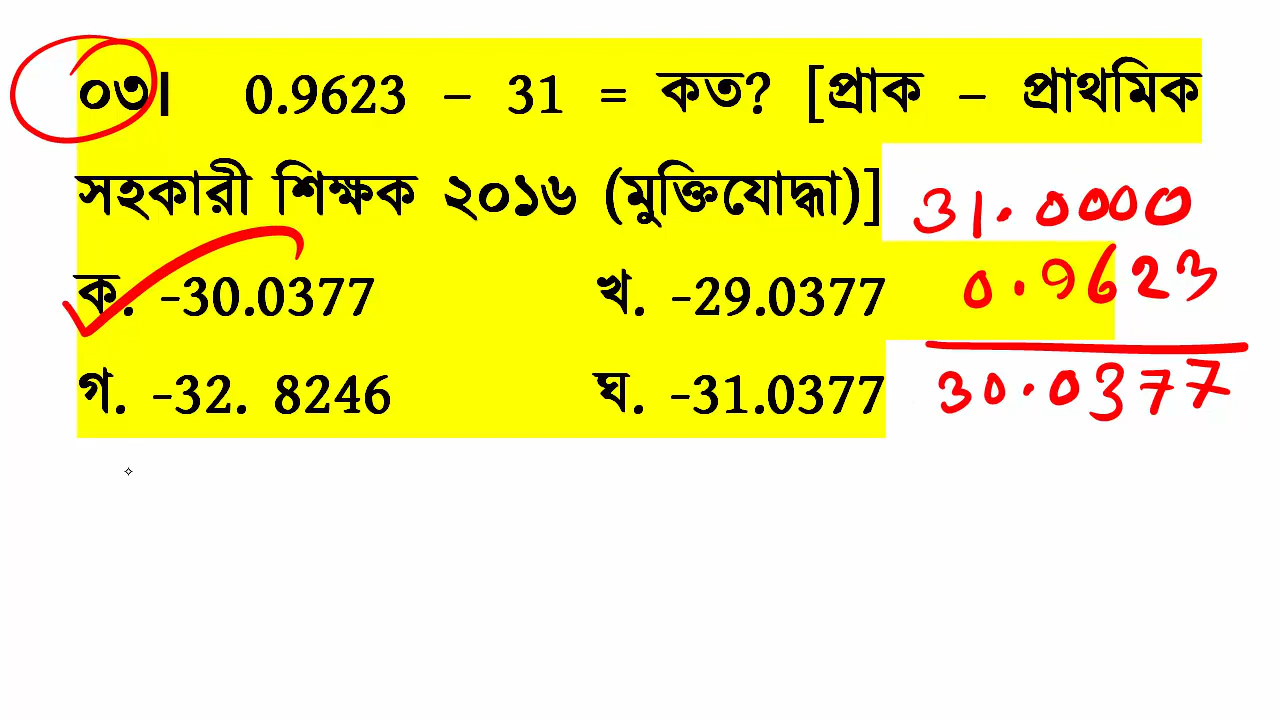 ০৩। 0.9623 – 31 = কত? [প্রাক – প্রাথমিক
সহকারী শিক্ষক ২০১৬ (মুক্তিযোদ্ধা)]
31.0000
ক. -30.0377 খ. -29.0377
0.9623
গ. -32. 8246 ঘ. -31.0377
30.0377